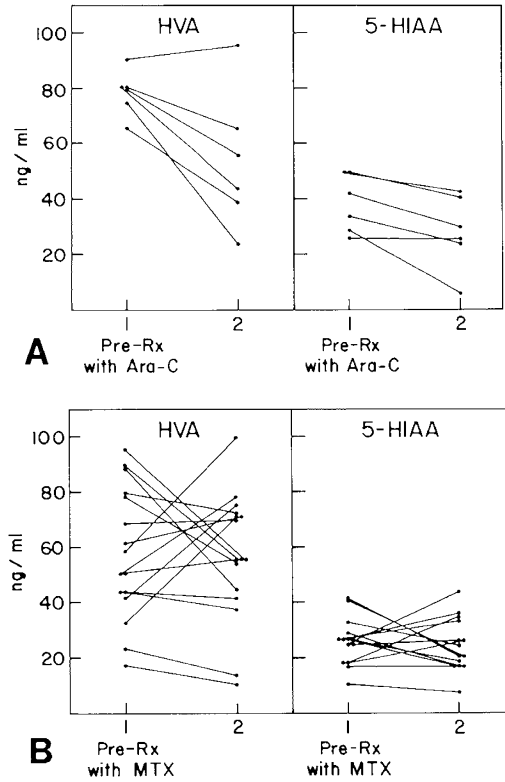 HVA 5-HIAA
100
80
60
40
20
ng / ml
1 2 1 2
Pre-Rx with Ara-C
Pre-Rx with Ara-C
A
HVA 5-HIAA
100
80
60
40
20
ng / ml
1 2 1 2
Pre-Rx with MTX
Pre-Rx with MTX
B